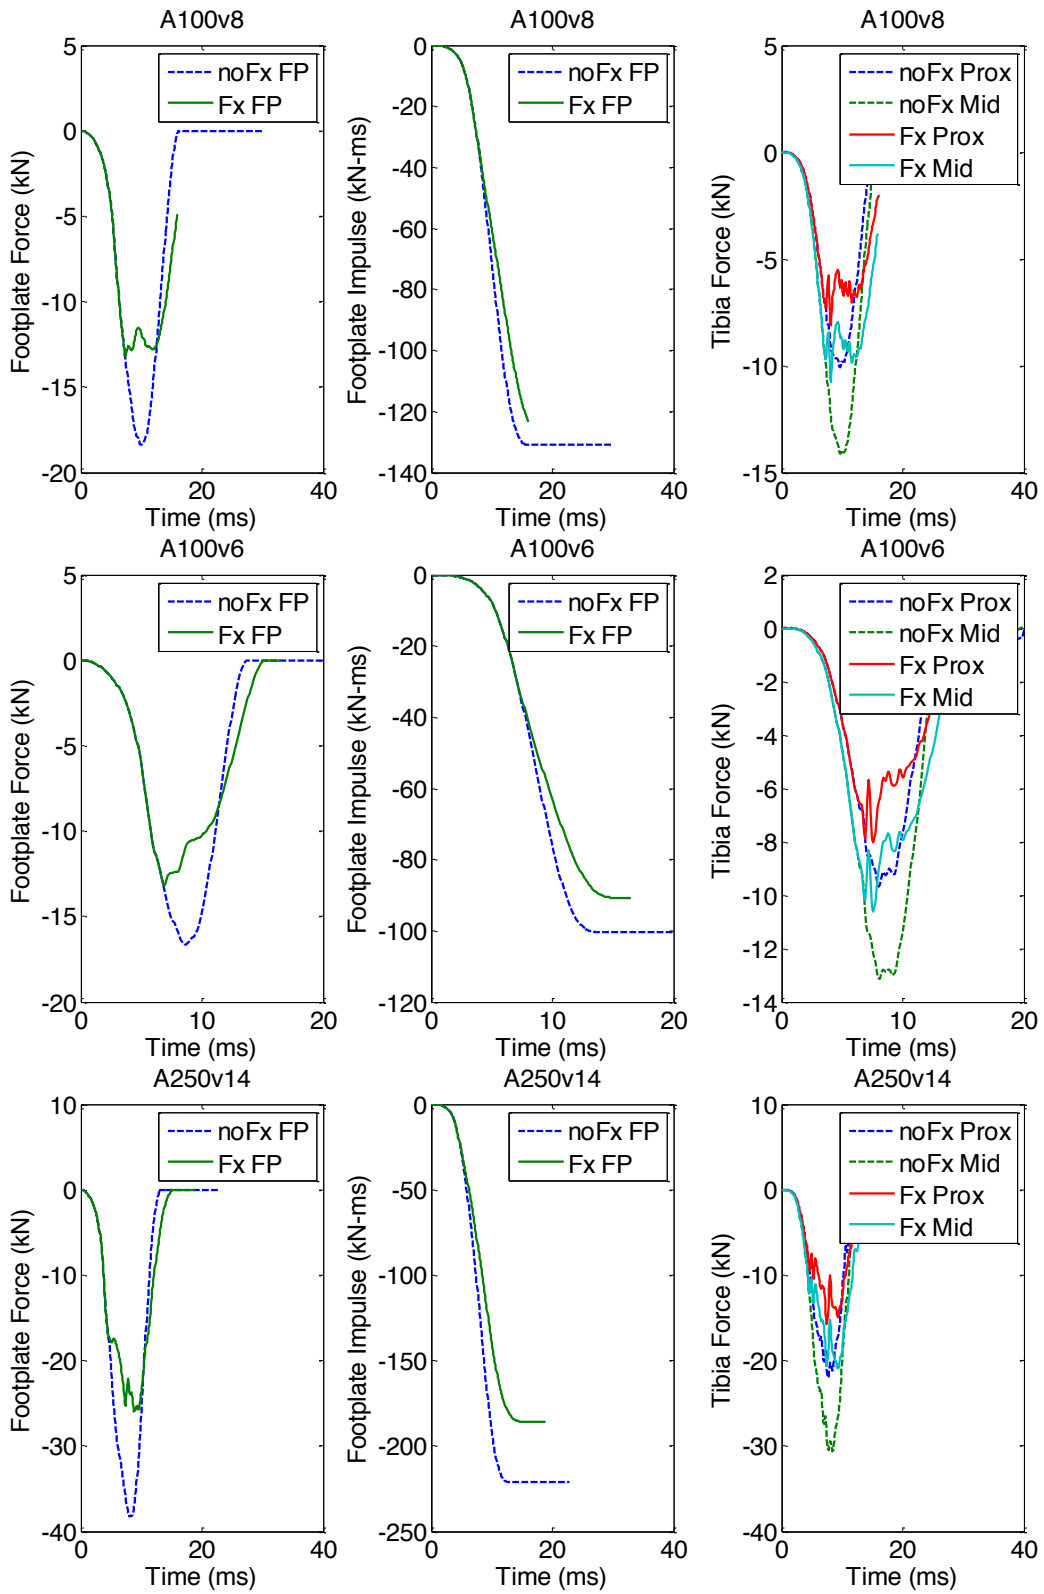 A100v8
5
0
-5
-10
-15
-20
0
20
40
Footplate Force (kN)
Time (ms)
noFx FP
Fx FP
A100v8
0
-20
-40
-60
-80
-100
-120
-140
0
20
40
Footplate Impulse (kN-ms)
Time (ms)
noFx FP
Fx FP
A100v8
5
0
-5
-10
-15
0
20
40
Tibia Force (kN)
Time (ms)
noFx Prox
noFx Mid
Fx Prox
Fx Mid
A100v6
5
0
-5
-10
-15
-20
0
10
20
Footplate Force (kN)
Time (ms)
noFx FP
Fx FP
A100v6
0
-20
-40
-60
-80
-100
-120
0
10
20
Footplate Impulse (kN-ms)
Time (ms)
noFx FP
Fx FP
A100v6
2
0
-2
-4
-6
-8
-10
-12
-14
0
10
20
Tibia Force (kN)
Time (ms)
noFx Prox
noFx Mid
Fx Prox
Fx Mid
A250v14
10
0
-10
-20
-30
-40
0
20
40
Footplate Force (kN)
Time (ms)
noFx FP
Fx FP
A250v14
0
-50
-100
-150
-200
-250
0
20
40
Footplate Impulse (kN-ms)
Time (ms)
noFx FP
Fx FP
A250v14
10
0
-10
-20
-30
-40
0
20
40
Tibia Force (kN)
Time (ms)
noFx Prox
noFx Mid
Fx Prox
Fx Mid